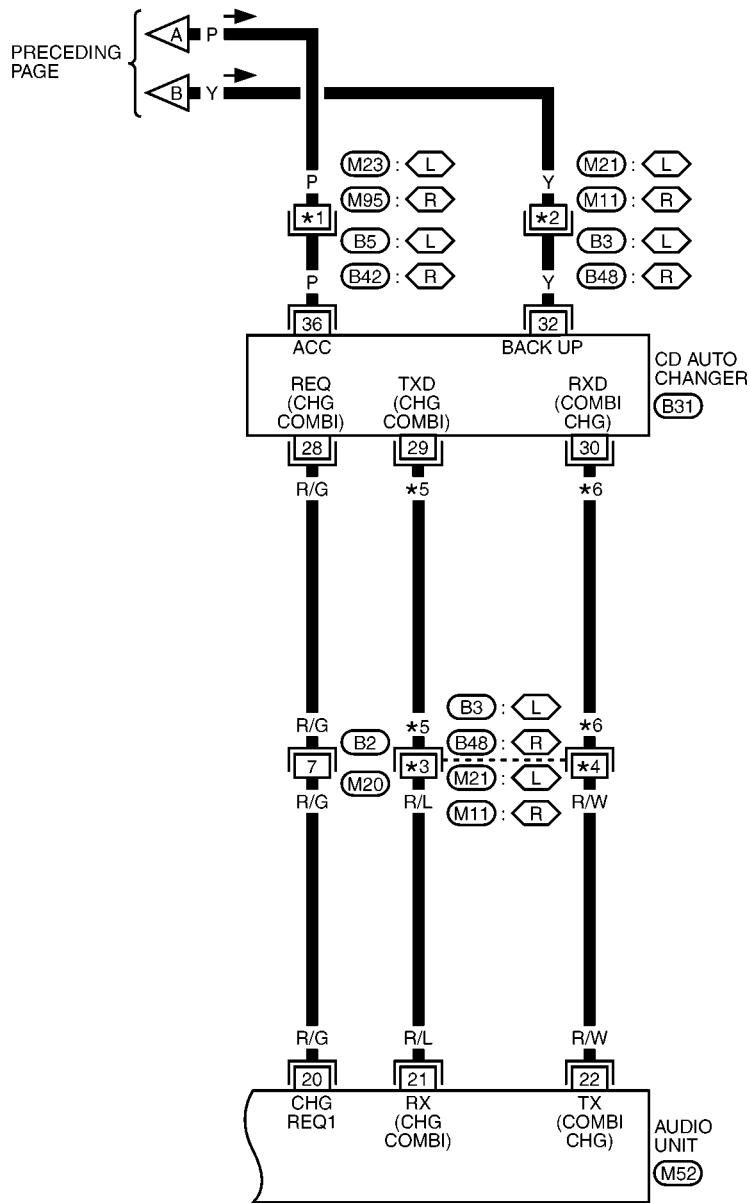 PRECEDING
PAGE
A P
B Y
P
M23 : L
M95 : R
*1
B5 : L
B42 : R
P
Y
M21 : L
M11 : R
*2
B3 : L
B48 : R
Y
36
ACC
32
BACK UP
CD AUTO
CHANGER
B31
REQ
(CHG
COMBI)
TXD
(CHG
COMBI)
RXD
(COMBI
CHG)
28
29
30
R/G
*5
*6
R/G
B2
*5
B3 : L
B48 : R
*6
7
M20
*3
*4
M21 : L
M11 : R
R/G
R/L
R/W
R/G
R/L
R/W
20
21
22
CHG
REQ1
RX
(CHG
COMBI)
TX
(COMBI
CHG)
AUDIO
UNIT
M52